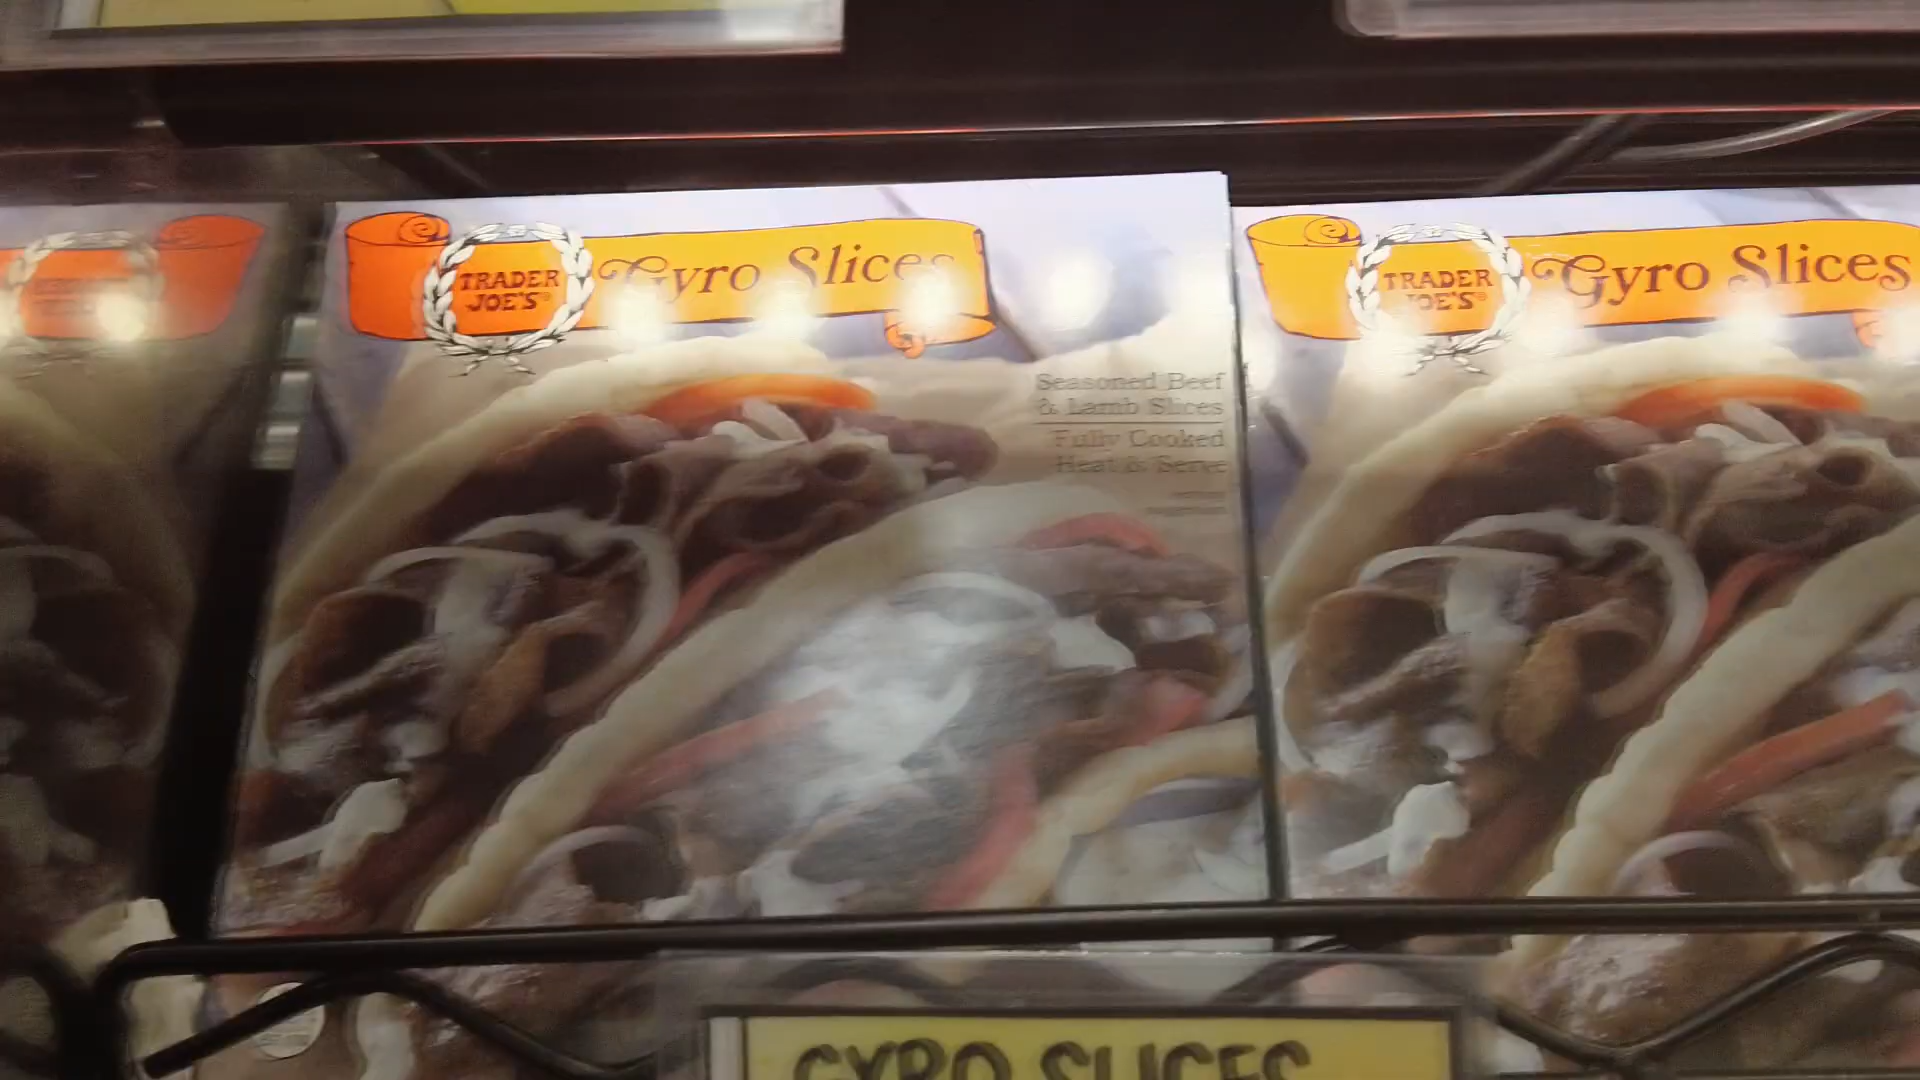 TRADER
JOE'S®
Gyro Slices
Seasoned Beef
& Lamb Slices
Fully Cooked
Heat & Serve
TRADER
JOE'S®
Gyro Slices
GYRO SLICES